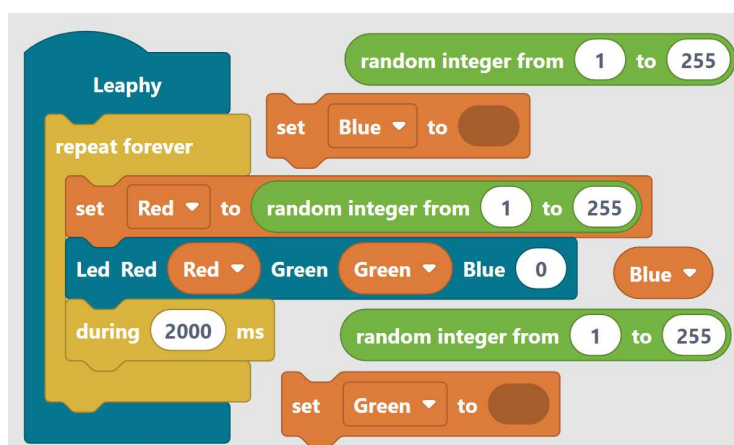 random integer from 1 to 255
Leaphy
set Blue to
repeat forever
set Red to random integer from 1 to 255
Led Red Red Green Green Blue 0
Blue
during 2000 ms
random integer from 1 to 255
set Green to